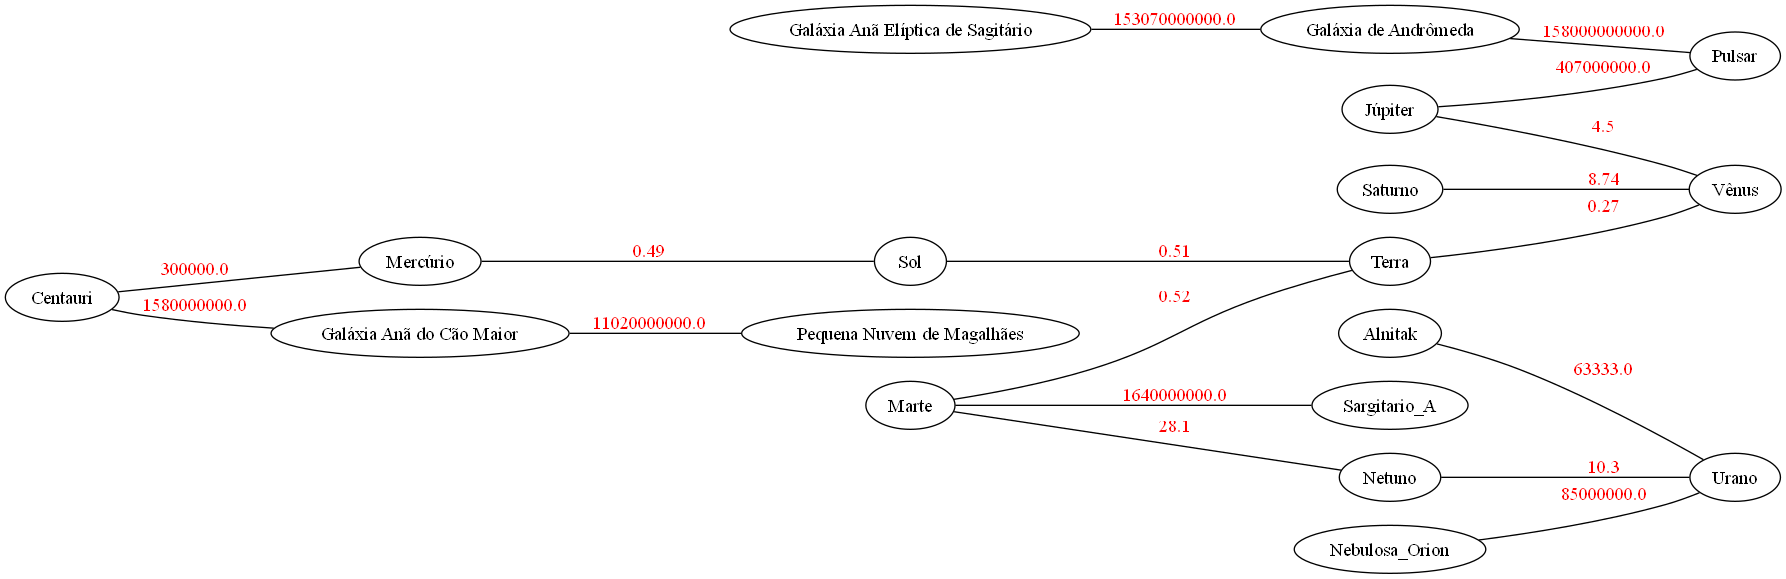 153070000000.0
Galáxia Anã Elíptica de Sagitário
Galáxia de Andrômeda
158000000000.0
Pulsar
407000000.0
Júpiter
4.5
Saturno
8.74
Vênus
0.27
Mercúrio
0.49
Sol
0.51
Terra
300000.0
Centauri
1580000000.0
0.52
Galáxia Anã do Cão Maior
11020000000.0
Pequena Nuvem de Magalhães
Alnitak
63333.0
Marte
1640000000.0
Sargitario_A
28.1
Netuno
10.3
Urano
85000000.0
Nebulosa_Orion